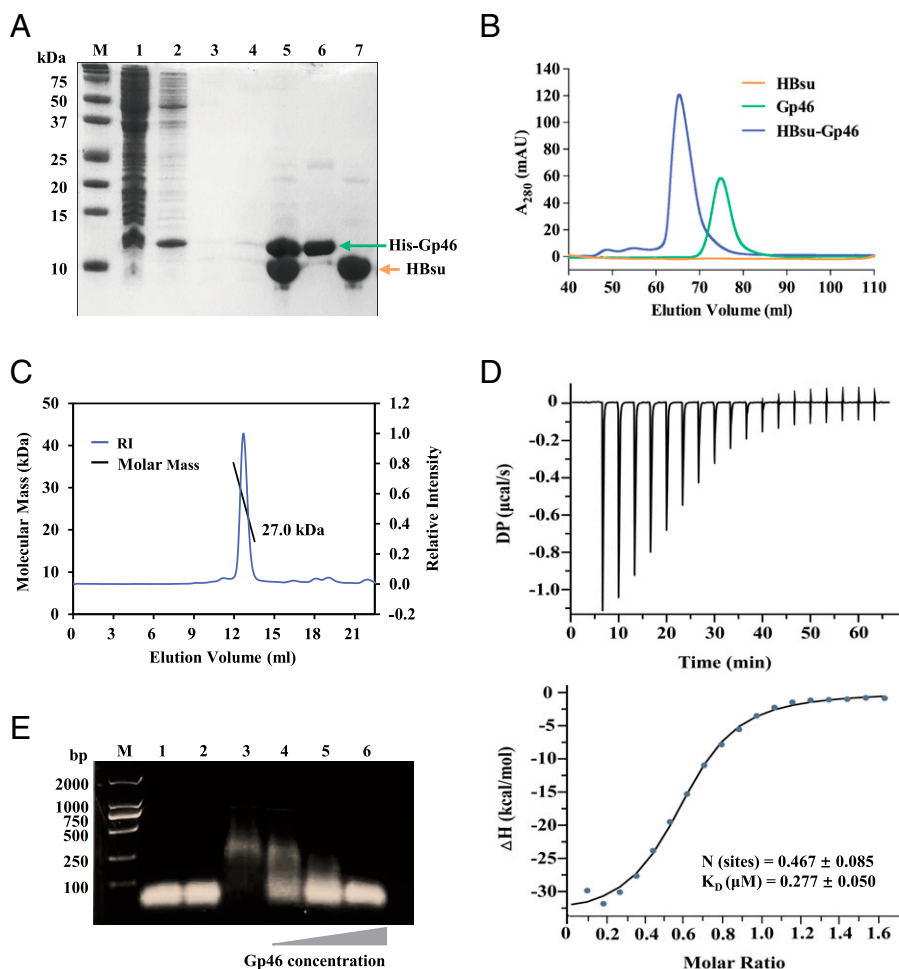 A
kDa M 1 2 3 4 5 6 7
75
50
37
25
20
15
10
His-Gp46
HBsu
B
140
120
100
80
60
40
20
0
A280 (mAU)
HBsu
Gp46
HBsu-Gp46
40 50 60 70 80 90 100 110
Elution Volume (ml)
C
50
40
30
20
10
0
Molecular Mass (kDa)
RI
Molar Mass
27.0 kDa
1.2
1.0
0.8
0.6
0.4
0.2
0.0
-0.2
Relative Intensity
0 3 6 9 12 15 18 21
Elution Volume (ml)
D
0
-0.2
-0.4
-0.6
-0.8
-1.0
DP (μcal/s)
0 10 20 30 40 50 60
Time (min)
0
-5
-10
-15
-20
-25
-30
ΔH (kcal/mol)
N (sites) = 0.467 ± 0.085
KD (μM) = 0.277 ± 0.050
0 0.2 0.4 0.6 0.8 1.0 1.2 1.4 1.6
Molar Ratio
E
bp M 1 2 3 4 5 6
2000
1000
750
500
250
100
Gp46 concentration